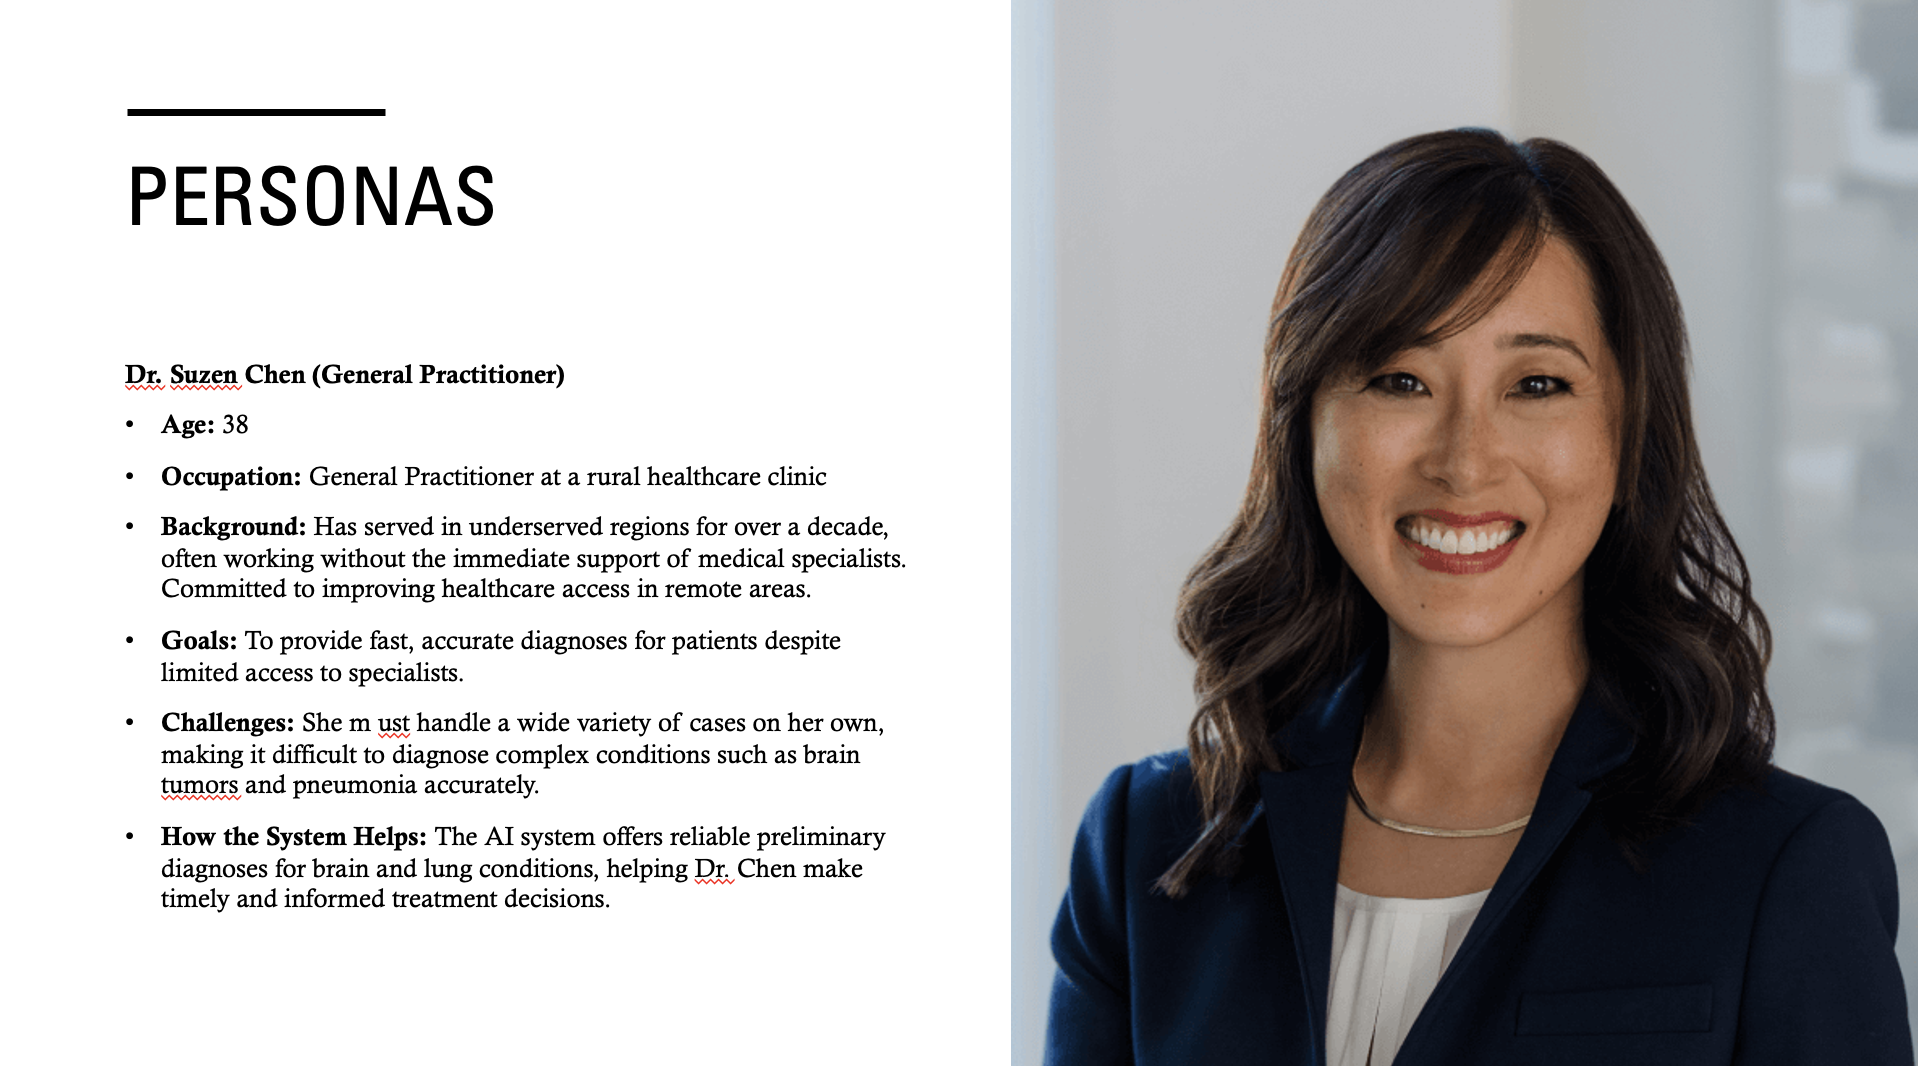 PERSONAS
Dr. Suzen Chen (General Practitioner)
• Age: 38
• Occupation: General Practitioner at a rural healthcare clinic
• Background: Has served in underserved regions for over a decade,
often working without the immediate support of medical specialists.
Committed to improving healthcare access in remote areas.
• Goals: To provide fast, accurate diagnoses for patients despite
limited access to specialists.
• Challenges: She m ust handle a wide variety of cases on her own,
making it difficult to diagnose complex conditions such as brain
tumors and pneumonia accurately.
• How the System Helps: The AI system offers reliable preliminary
diagnoses for brain and lung conditions, helping Dr. Chen make
timely and informed treatment decisions.